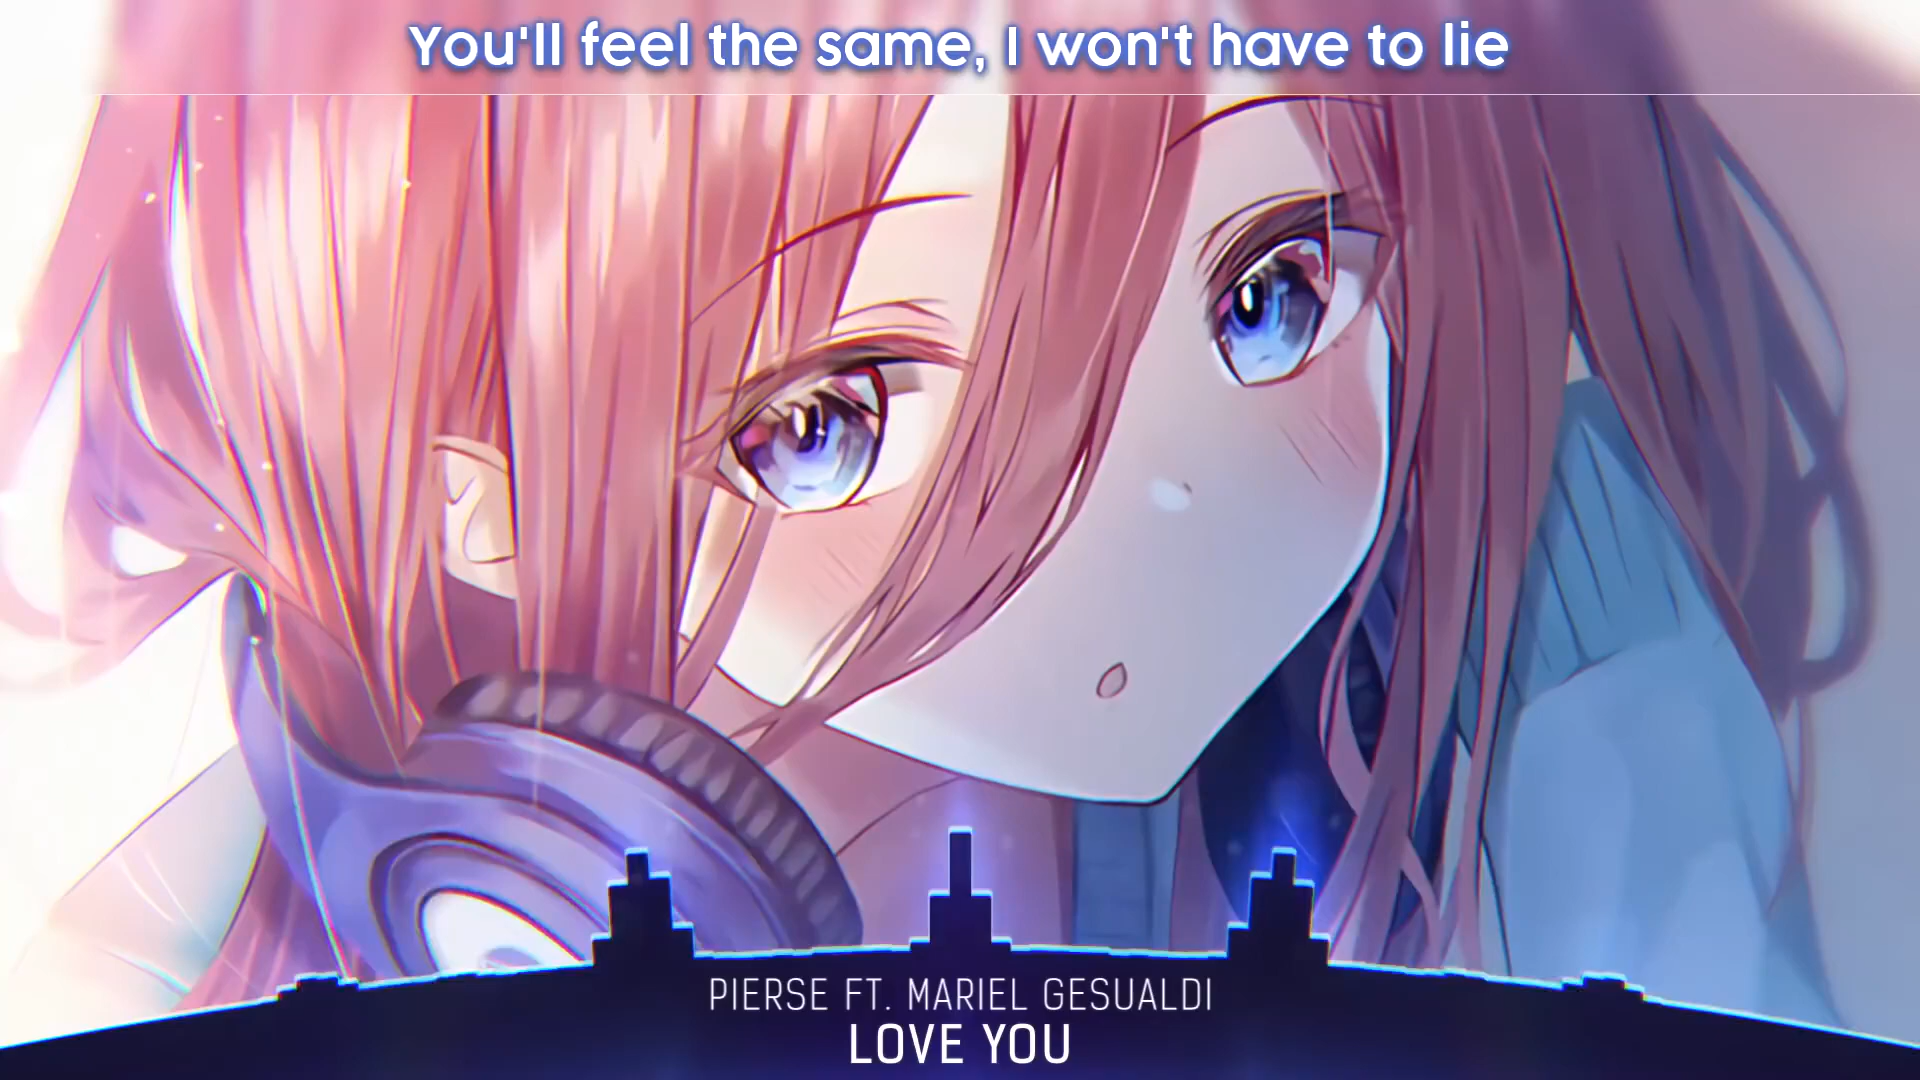 You'll feel the same, I won't have to lie
PIERSE FT. MARIEL GESUALDI
LOVE YOU